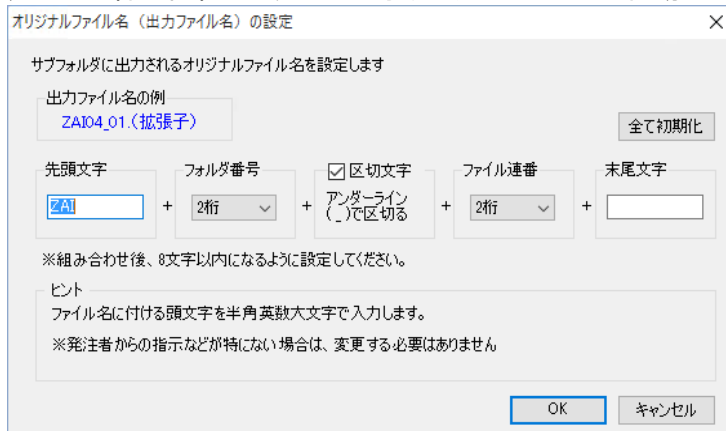 オリジナルファイル名（出力ファイル名）の設定
サブフォルダに出力されるオリジナルファイル名を設定します
出力ファイル名の例
ZAI04_01.(拡張子)
全て初期化
先頭文字 フォルダ番号 区切文字 ファイル連番 末尾文字
ZAI + 2桁 + アンダーライン + 2桁 +
(_)で区切る
※組み合わせ後、8文字以内になるように設定してください。
ヒント
ファイル名に付ける頭文字を半角英数大文字で入力します。
※発注者からの指示などが特にない場合は、変更する必要はありません
OK キャンセル